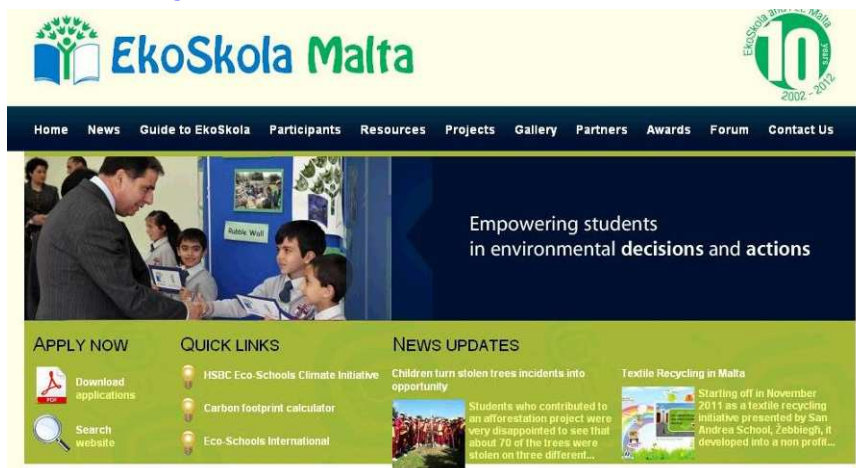 EkoSkola Malta
EkoSkola and FEE Malta
10
years
2002 - 2012
Home News Guide to EkoSkola Participants Resources Projects Gallery Partners Awards Forum Contact Us
Rubble Wall
Empowering students
in environmental decisions and actions
APPLY NOW
PDF
Download
applications
Search
website
QUICK LINKS
HSBC Eco-Schools Climate Initiative
Carbon footprint calculator
Eco-Schools International
NEWS UPDATES
Children turn stolen trees incidents into
opportunity
Students who contributed to
an afforestation project were
very disappointed to see that
about 70 of the trees were
stolen on three different...
Textile Recycling in Malta
Starting off in November
2011 as a textile recycling
initiative presented by San
Andrea School, Żebbiegħ, it
developed into a non profit...